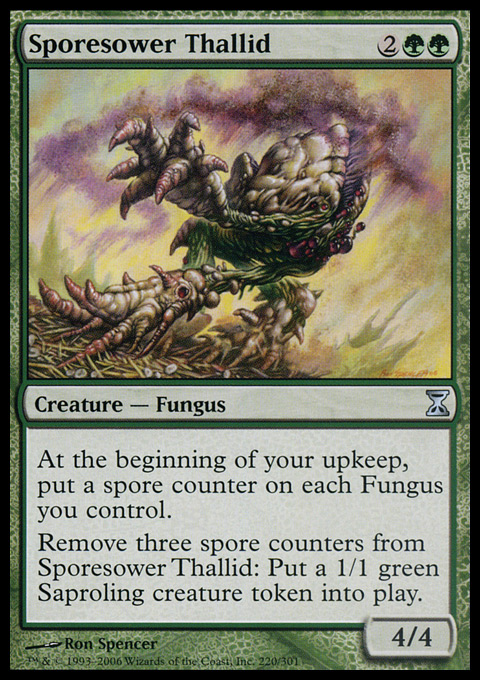 Sporesower Thallid 2
Creature — Fungus
At the beginning of your upkeep,
put a spore counter on each Fungus
you control.
Remove three spore counters from
Sporesower Thallid: Put a 1/1 green
Saproling creature token into play.
Ron Spencer
4/4
™ & © 1993–2006 Wizards of the Coast, Inc. 220/301